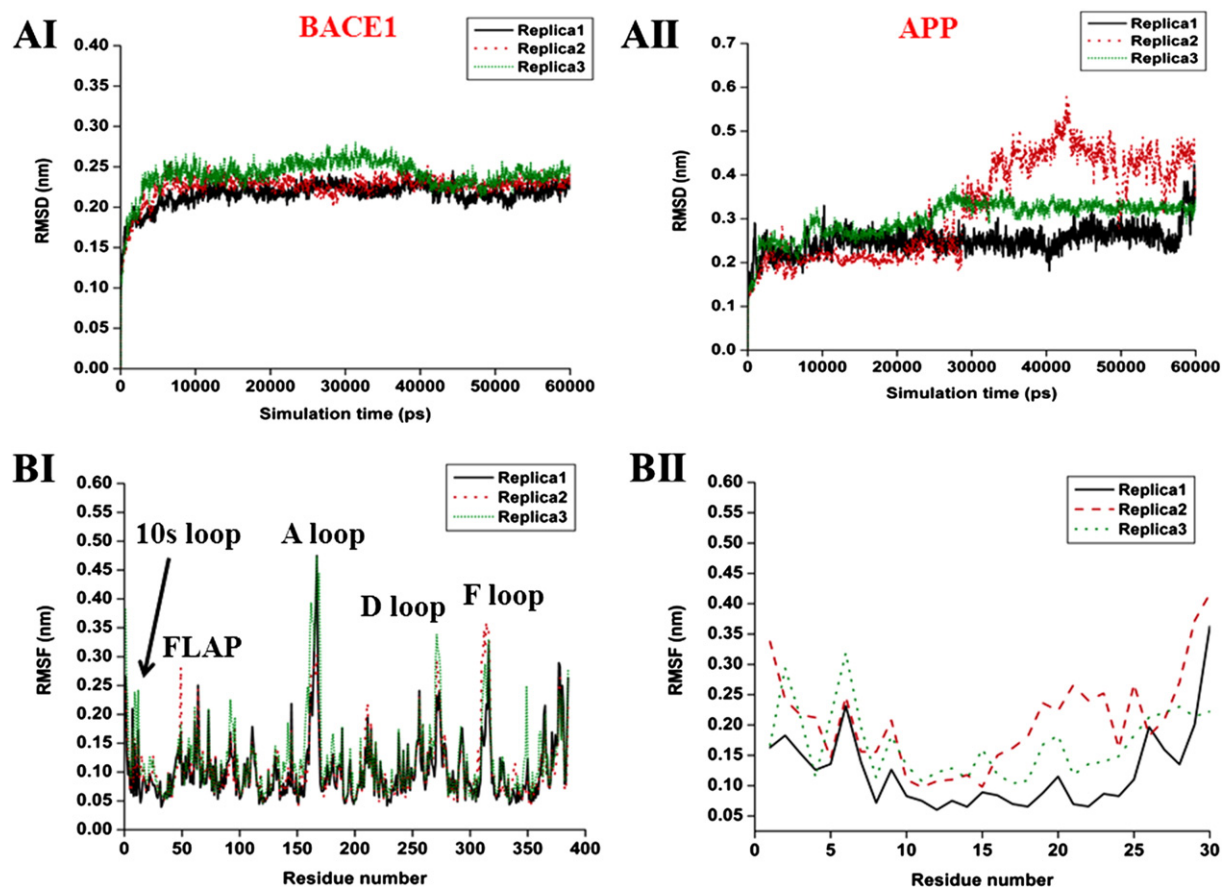 AI
BACE1
Replica1
Replica2
Replica3
0.40
0.35
0.30
0.25
0.20
0.15
0.10
0.05
0.00
RMSD (nm)
0 10000 20000 30000 40000 50000 60000
Simulation time (ps)
AII
APP
Replica1
Replica2
Replica3
0.7
0.6
0.5
0.4
0.3
0.2
0.1
0.0
RMSD (nm)
0 10000 20000 30000 40000 50000 60000
Simulation time (ps)
BI
Replica1
Replica2
Replica3
0.60
0.55
0.50
0.45
0.40
0.35
0.30
0.25
0.20
0.15
0.10
0.05
0.00
RMSF (nm)
10s loop
A loop
D loop
F loop
FLAP
0 50 100 150 200 250 300 350 400
Residue number
BII
Replica1
Replica2
Replica3
0.60
0.55
0.50
0.45
0.40
0.35
0.30
0.25
0.20
0.15
0.10
0.05
RMSF (nm)
0 5 10 15 20 25 30
Residue number